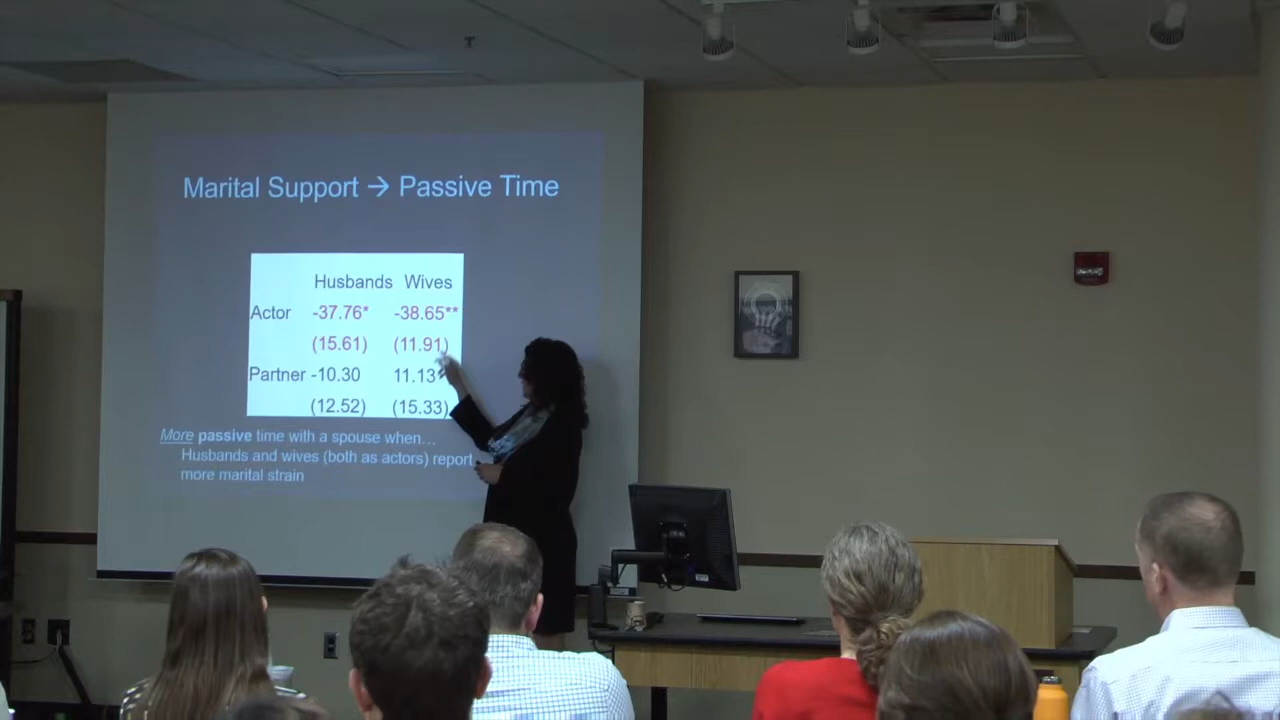 Marital Support → Passive Time
Husbands Wives
Actor -37.76* -38.65**
(15.61) (11.91)
Partner -10.30 11.13
(12.52) (15.33)
More passive time with a spouse when…
Husbands and wives (both as actors) report
more marital strain